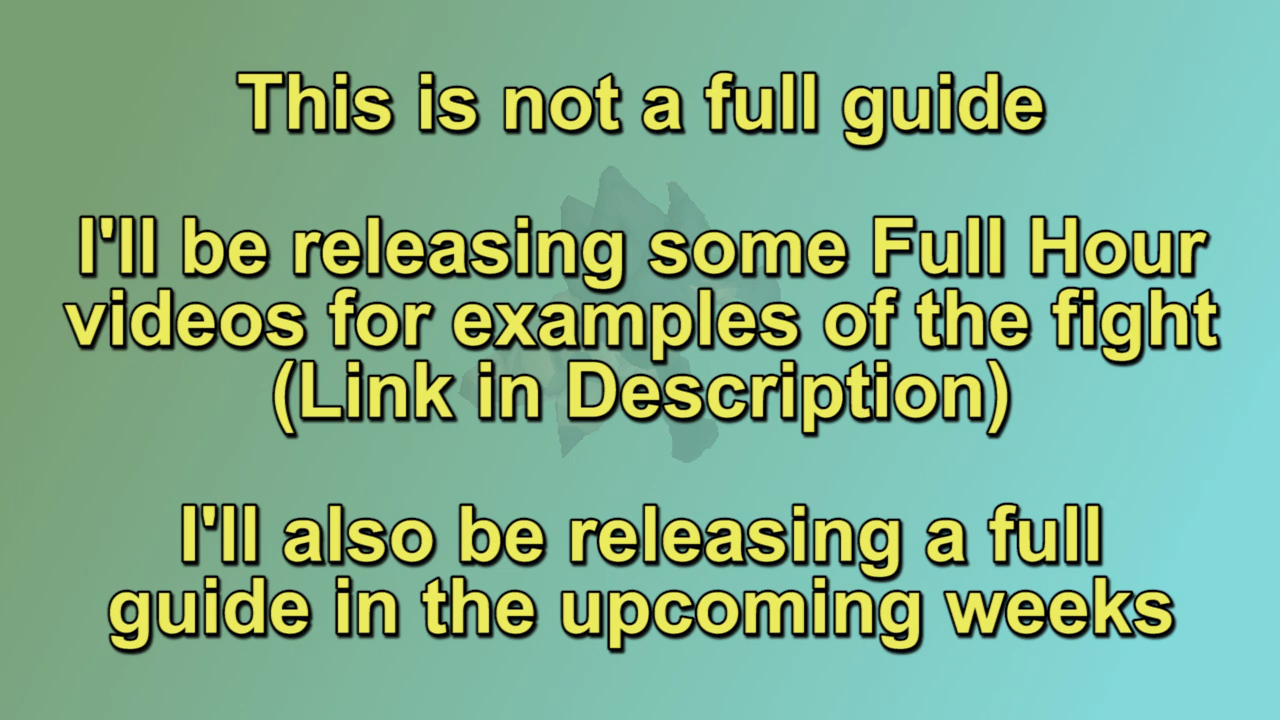 This is not a full guide
I'll be releasing some Full Hour
videos for examples of the fight
(Link in Description)
I'll also be releasing a full
guide in the upcoming weeks